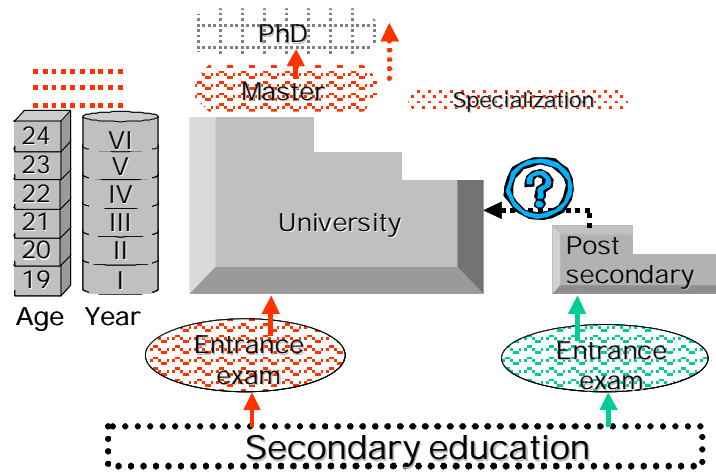 PhD
Master
Specialization
24
23
22
21
20
19
Age
VI
V
IV
III
II
I
Year
University
?
Post
secondary
Entrance
exam
Entrance
exam
Secondary education